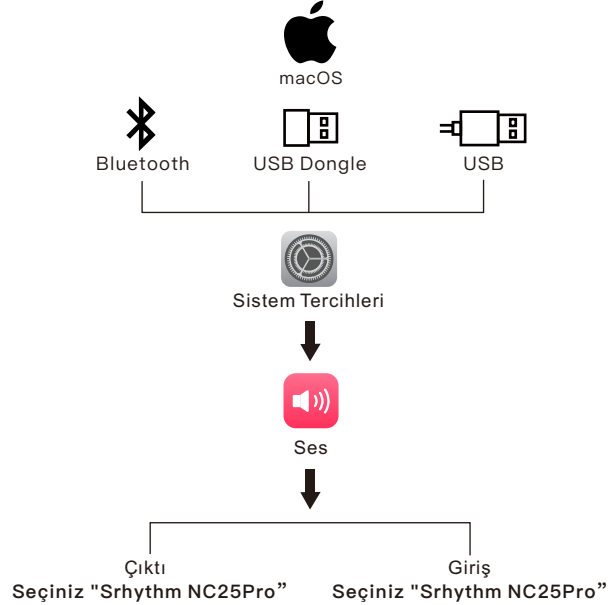 macOS
Bluetooth USB Dongle USB
Sistem Tercihleri
Ses
Çıktı Giriş
Seçiniz "Srhythm NC25Pro” Seçiniz "Srhythm NC25Pro”